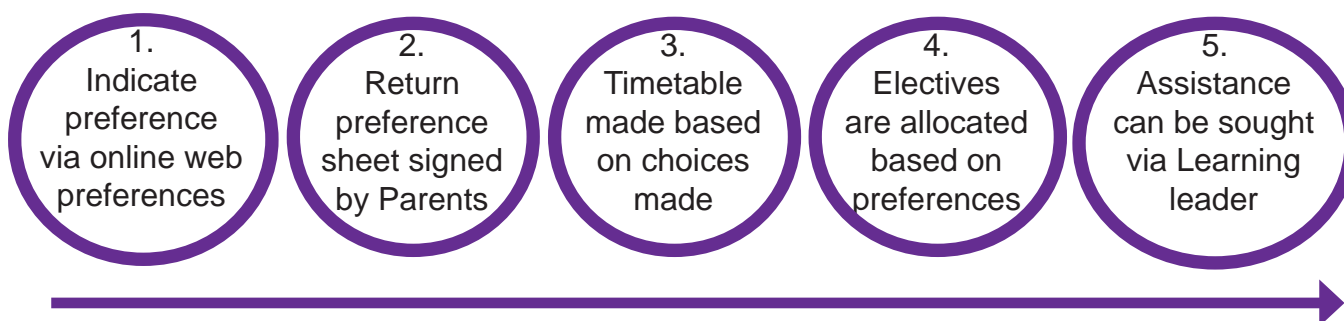 1.
Indicate
preference
via online web
preferences
2.
Return
preference
sheet signed
by Parents
3.
Timetable
made based
on choices
made
4.
Electives
are allocated
based on
preferences
5.
Assistance
can be sought
via Learning
leader